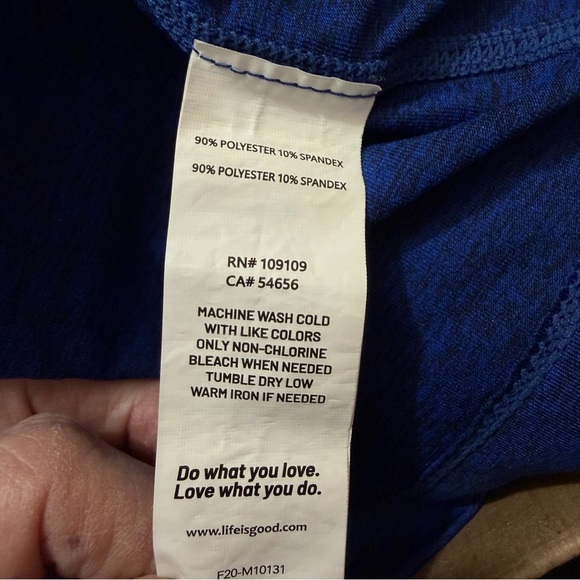 90% POLYESTER 10% SPANDEX
90% POLYESTER 10% SPANDEX
RN# 109109
CA# 54656
MACHINE WASH COLD
WITH LIKE COLORS
ONLY NON-CHLORINE
BLEACH WHEN NEEDED
TUMBLE DRY LOW
WARM IRON IF NEEDED
Do what you love.
Love what you do.
www.lifeisgood.com
F20-M10131